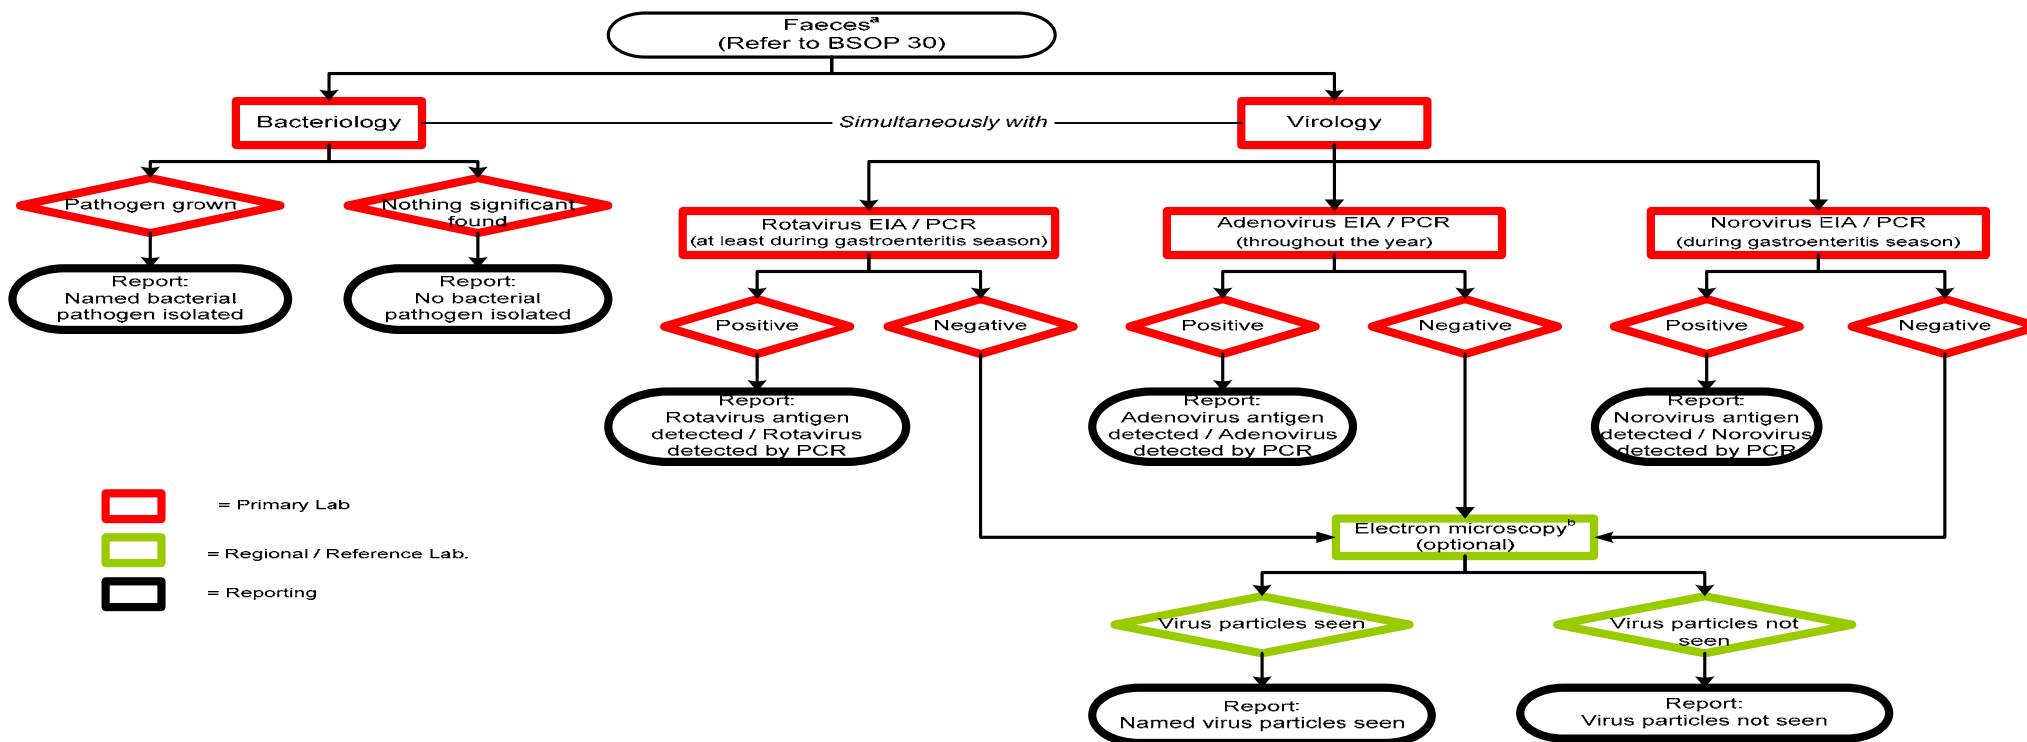 Faecesᵃ
(Refer to BSOP 30)
Bacteriology
Simultaneously with
Virology
Pathogen grown
Nothing significant
found
Rotavirus EIA / PCR
(at least during gastroenteritis season)
Adenovirus EIA / PCR
(throughout the year)
Norovirus EIA / PCR
(during gastroenteritis season)
Report:
Named bacterial
pathogen isolated
Report:
No bacterial
pathogen isolated
Positive
Negative
Positive
Negative
Positive
Negative
Report:
Rotavirus antigen
detected / Rotavirus
detected by PCR
Report:
Adenovirus antigen
detected / Adenovirus
detected by PCR
Report:
Norovirus antigen
detected / Norovirus
detected by PCR
= Primary Lab
= Regional / Reference Lab.
= Reporting
Electron microscopyᵇ
(optional)
Virus particles seen
Virus particles not
seen
Report:
Named virus particles seen
Report:
Virus particles not seen